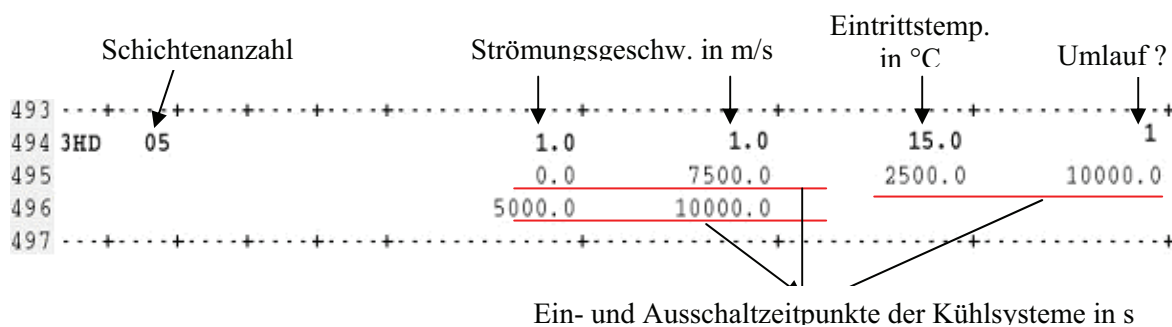 Eintrittstemp.
Schichtenanzahl Strömungsgeschw. in m/s in °C Umlauf ?
493 ---+----+----+----+----+--------------------+---------------------------+-------------+
494 3HD 05 1.0 1.0 15.0 1
495 0.0 7500.0 2500.0 10000.0
496 5000.0 10000.0
497 ---+----+----+----+----+--------------------+---------------------------+-------------+
Ein- und Ausschaltzeitpunkte der Kühlsysteme in s